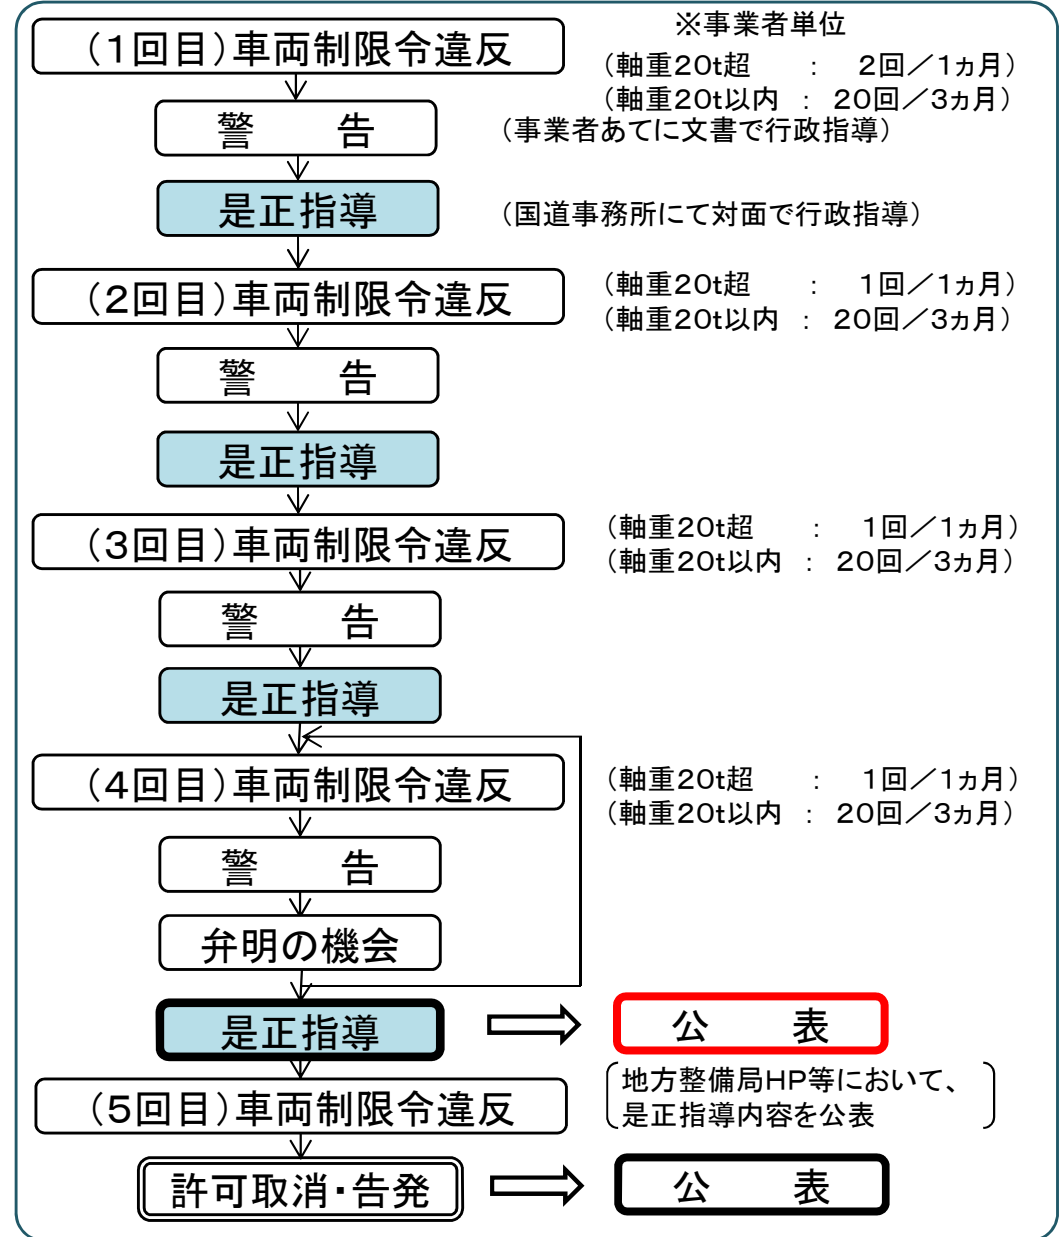 ※事業者単位
（１回目）車両制限令違反
（軸重２０t超　　：　２回／１ヵ月）
（軸重２０t以内　：　２０回／３ヵ月）
警　　告
（事業者あてに文書で行政指導）
是正指導
（国道事務所にて対面で行政指導）
（２回目）車両制限令違反
（軸重２０t超　　：　１回／１ヵ月）
（軸重２０t以内　：　２０回／３ヵ月）
警　　告
是正指導
（３回目）車両制限令違反
（軸重２０t超　　：　１回／１ヵ月）
（軸重２０t以内　：　２０回／３ヵ月）
警　　告
是正指導
（４回目）車両制限令違反
（軸重２０t超　　：　１回／１ヵ月）
（軸重２０t以内　：　２０回／３ヵ月）
警　　告
弁明の機会
是正指導
公　　表
地方整備局HP等において、
是正指導内容を公表
（５回目）車両制限令違反
許可取消・告発
公　　表